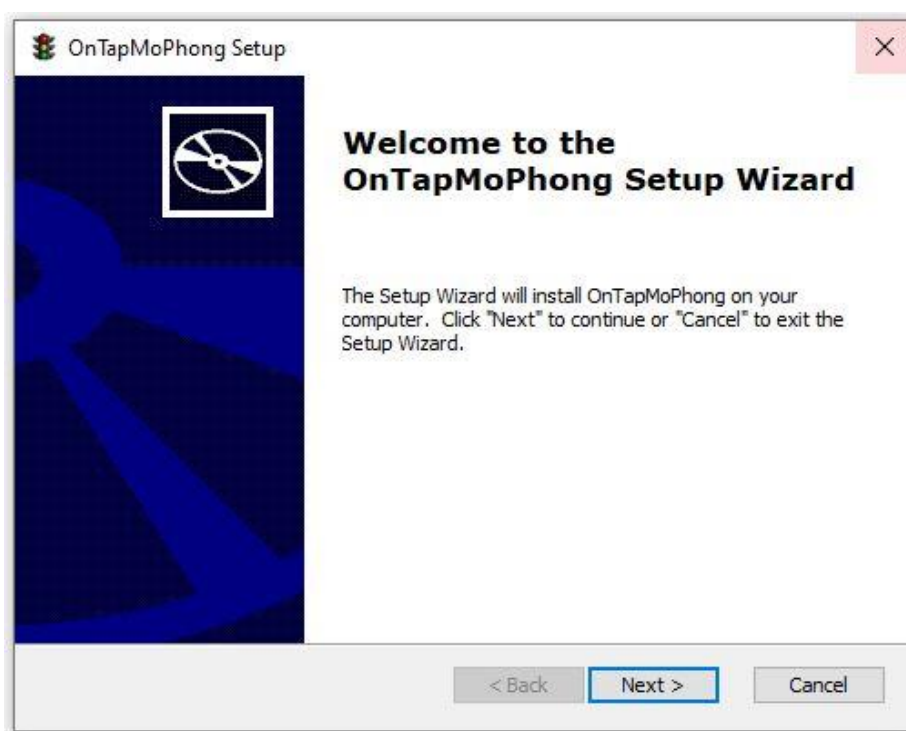 OnTapMoPhong Setup
Welcome to the
OnTapMoPhong Setup Wizard
The Setup Wizard will install OnTapMoPhong on your
computer. Click "Next" to continue or "Cancel" to exit the
Setup Wizard.
< Back Next > Cancel